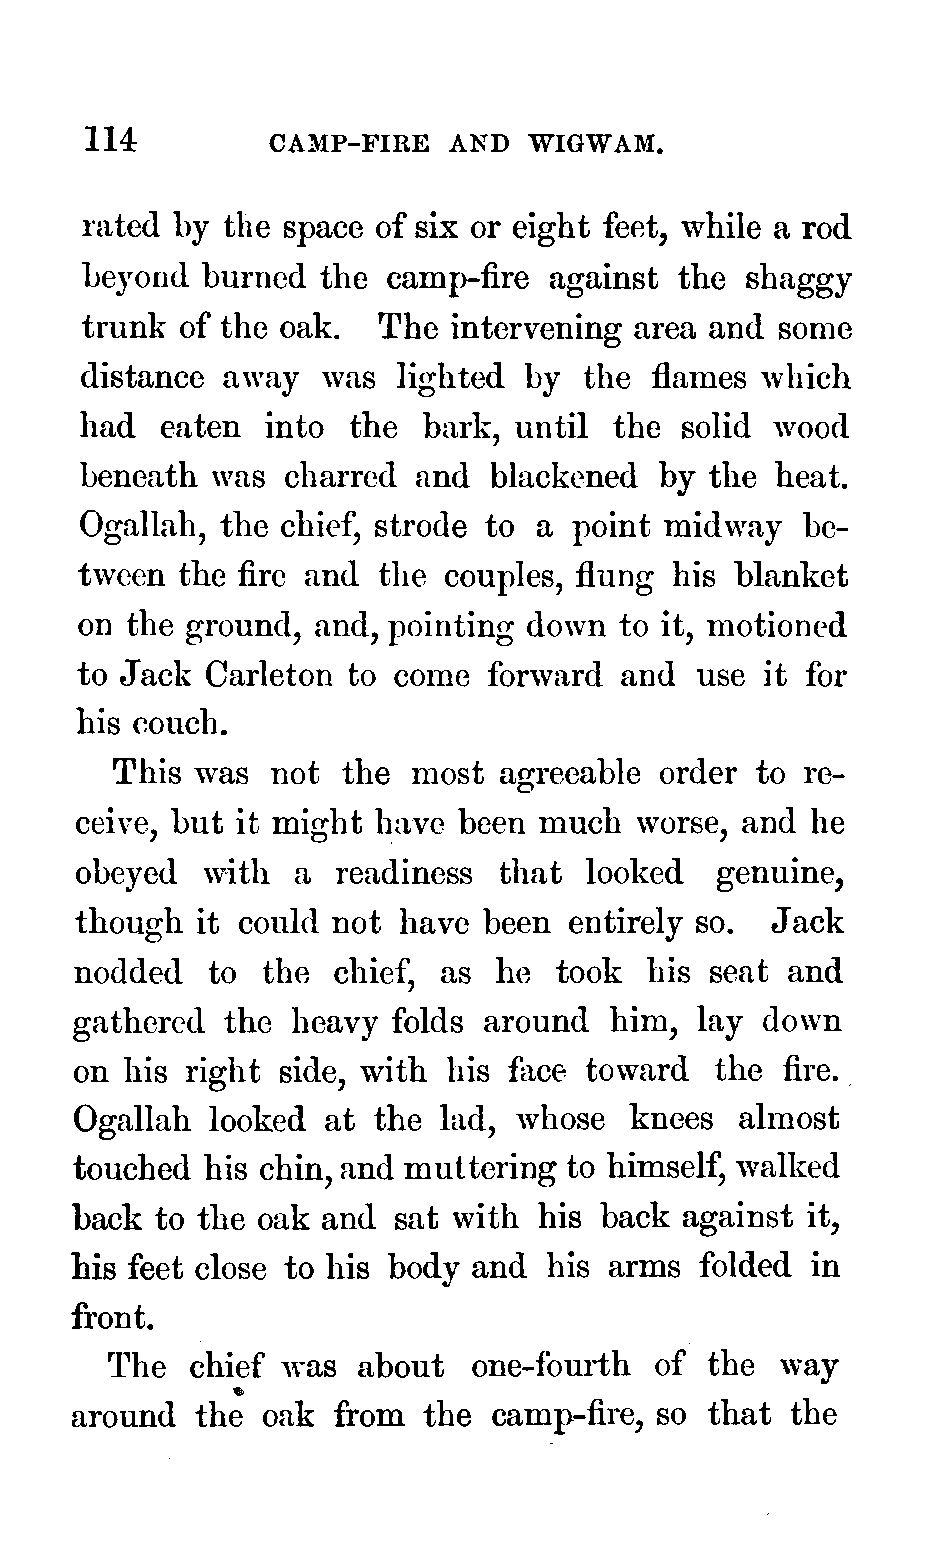 114 CAMP-FIRE AND WIGWAM.
rated by the space of six or eight feet, while a rod
beyond burned the camp-fire against the shaggy
trunk of the oak. The intervening area and some
distance away was lighted by the flames which
had eaten into the bark, until the solid wood
beneath was charred and blackened by the heat.
Ogallah, the chief, strode to a point midway be-
tween the fire and the couples, flung his blanket
on the ground, and, pointing down to it, motioned
to Jack Carleton to come forward and use it for
his couch.
This was not the most agreeable order to re-
ceive, but it might have been much worse, and he
obeyed with a readiness that looked genuine,
though it could not have been entirely so. Jack
nodded to the chief, as he took his seat and
gathered the heavy folds around him, lay down
on his right side, with his face toward the fire.
Ogallah looked at the lad, whose knees almost
touched his chin, and muttering to himself, walked
back to the oak and sat with his back against it,
his feet close to his body and his arms folded in
front.
The chief was about one-fourth of the way
around the oak from the camp-fire, so that the